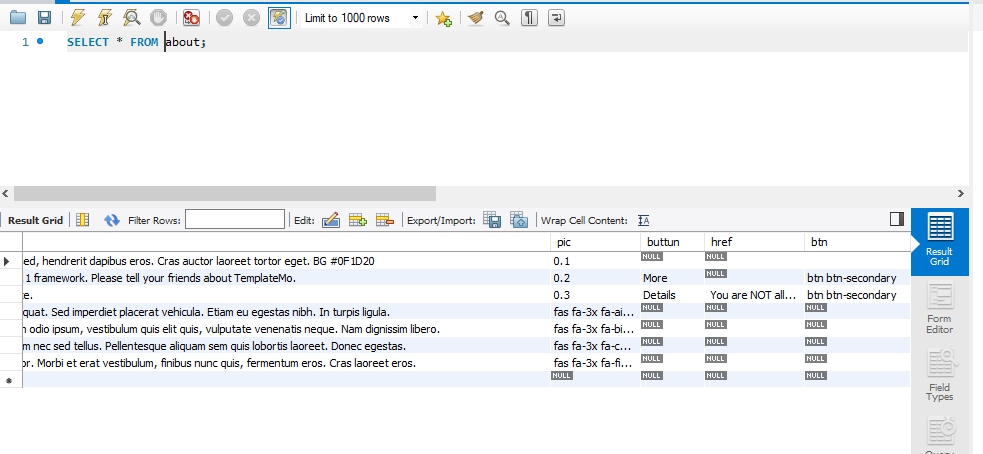 Limit to 1000 rows
1 SELECT * FROM about;
Result Grid Filter Rows: Edit: Export/Import: Wrap Cell Content:
pic buttun href btn
ed, hendrerit dapibus eros. Cras auctor laoreet tortor eget. BG #0F1D20 0.1 NULL NULL
1 framework. Please tell your friends about TemplateMo. 0.2 More NULL btn btn-secondary
e. 0.3 Details You are NOT all... btn btn-secondary
quat. Sed imperdiet placerat vehicula. Etiam eu egestas nibh. In turpis ligula. fas fa-3x fa-ai... NULL NULL NULL
n odio ipsum, vestibulum quis elit quis, vulputate venenatis neque. Nam dignissim libero. fas fa-3x fa-bi... NULL NULL NULL
m nec sed tellus. Pellentesque aliquam sem quis lobortis laoreet. Donec egestas. fas fa-3x fa-c... NULL NULL NULL
or. Morbi et erat vestibulum, finibus nunc quis, fermentum eros. Cras laoreet eros. fas fa-3x fa-fi... NULL NULL NULL
NULL NULL NULL NULL
Result
Grid
Form
Editor
Field
Types